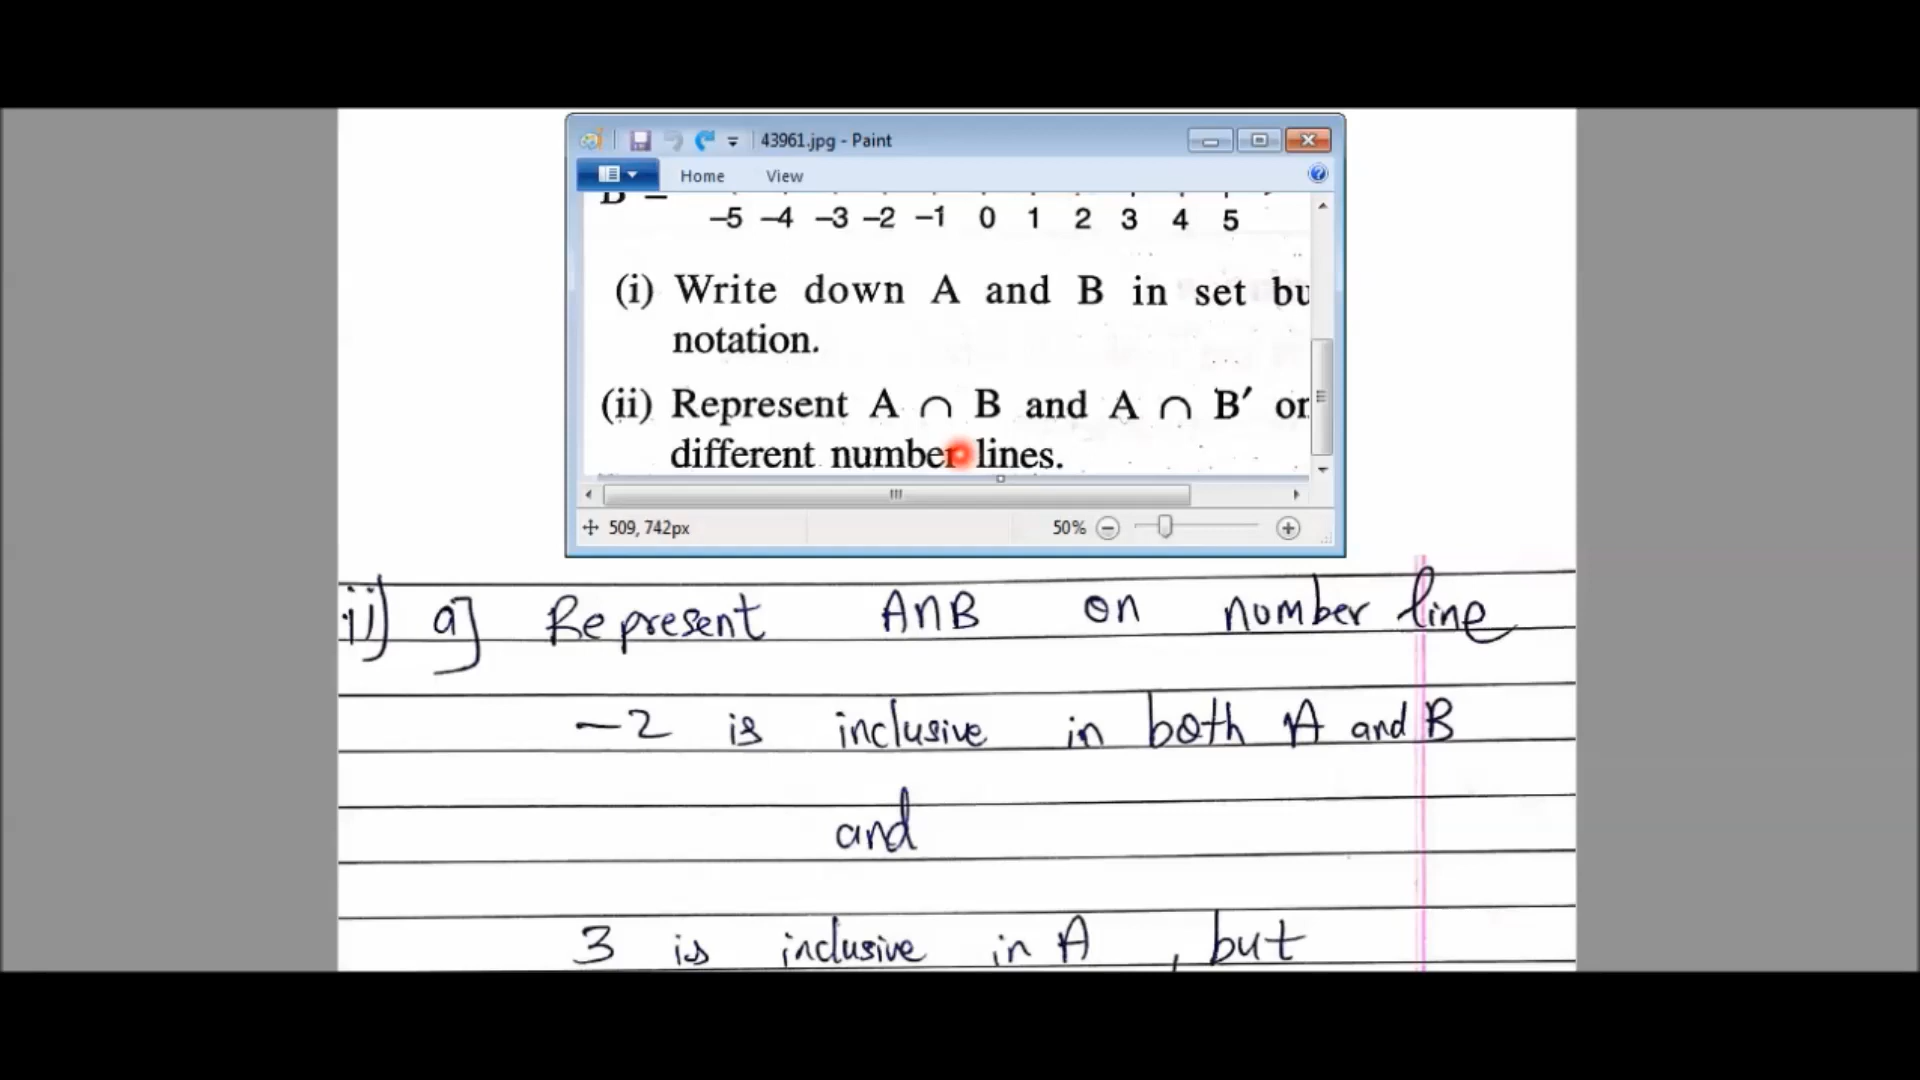 43961.jpg - Paint
Home View
B =
–5 –4 –3 –2 –1 0 1 2 3 4 5
(i) Write down A and B in set bu
notation.
(ii) Represent A ∩ B and A ∩ B′ on
different number lines.
509, 742px 50%
ii) a] Represent A∩B on number line
–2 is inclusive in both A and B
and
3 is inclusive in A , but